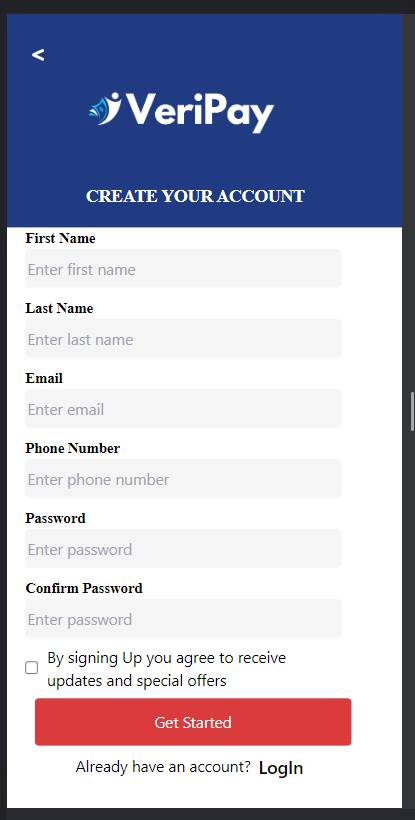 <
VeriPay
CREATE YOUR ACCOUNT
First Name
Enter first name
Last Name
Enter last name
Email
Enter email
Phone Number
Enter phone number
Password
Enter password
Confirm Password
Enter password
By signing Up you agree to receive
updates and special offers
Get Started
Already have an account? LogIn